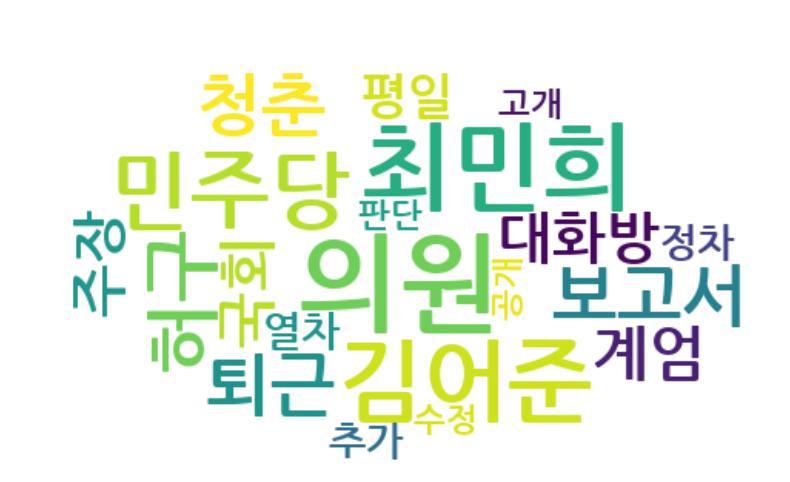 청춘
평일
고개
민주당
최민희
판단
주장
허구
국회
의원
공개
대화방
정차
보고서
열차
퇴근
김어준
계엄
수정
추가